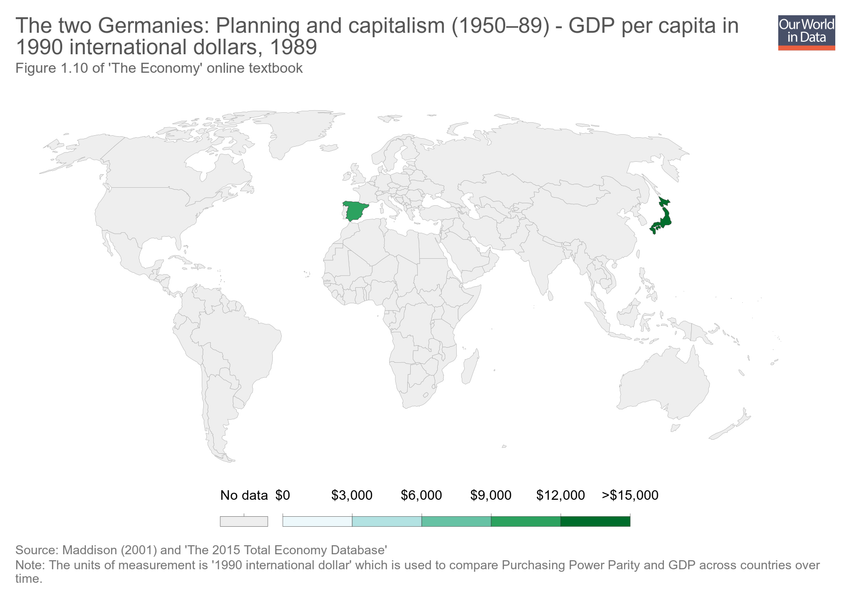 The two Germanies: Planning and capitalism (1950–89) - GDP per capita in
1990 international dollars, 1989
Figure 1.10 of 'The Economy' online textbook
Our World
in Data
No data $0 $3,000 $6,000 $9,000 $12,000 >$15,000
Source: Maddison (2001) and 'The 2015 Total Economy Database'
Note: The units of measurement is '1990 international dollar' which is used to compare Purchasing Power Parity and GDP across countries over
time.